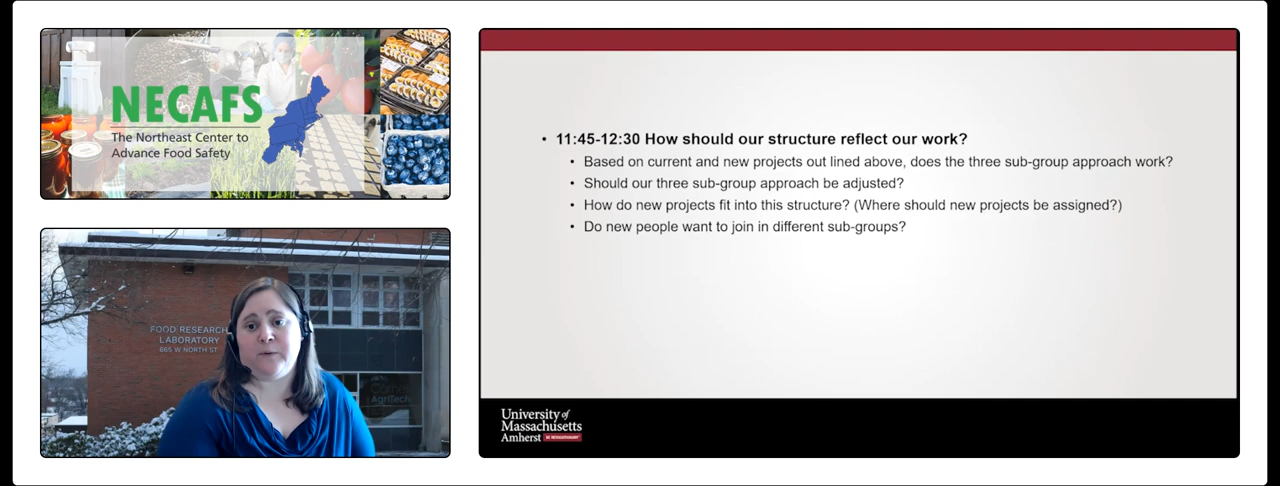 NECAFS
The Northeast Center to
Advance Food Safety
FOOD RESEARCH
LABORATORY
665 W NORTH ST
Cornell
AgriTech
• 11:45-12:30 How should our structure reflect our work?
• Based on current and new projects out lined above, does the three sub-group approach work?
• Should our three sub-group approach be adjusted?
• How do new projects fit into this structure? (Where should new projects be assigned?)
• Do new people want to join in different sub-groups?
University of
Massachusetts
Amherst BE REVOLUTIONARY